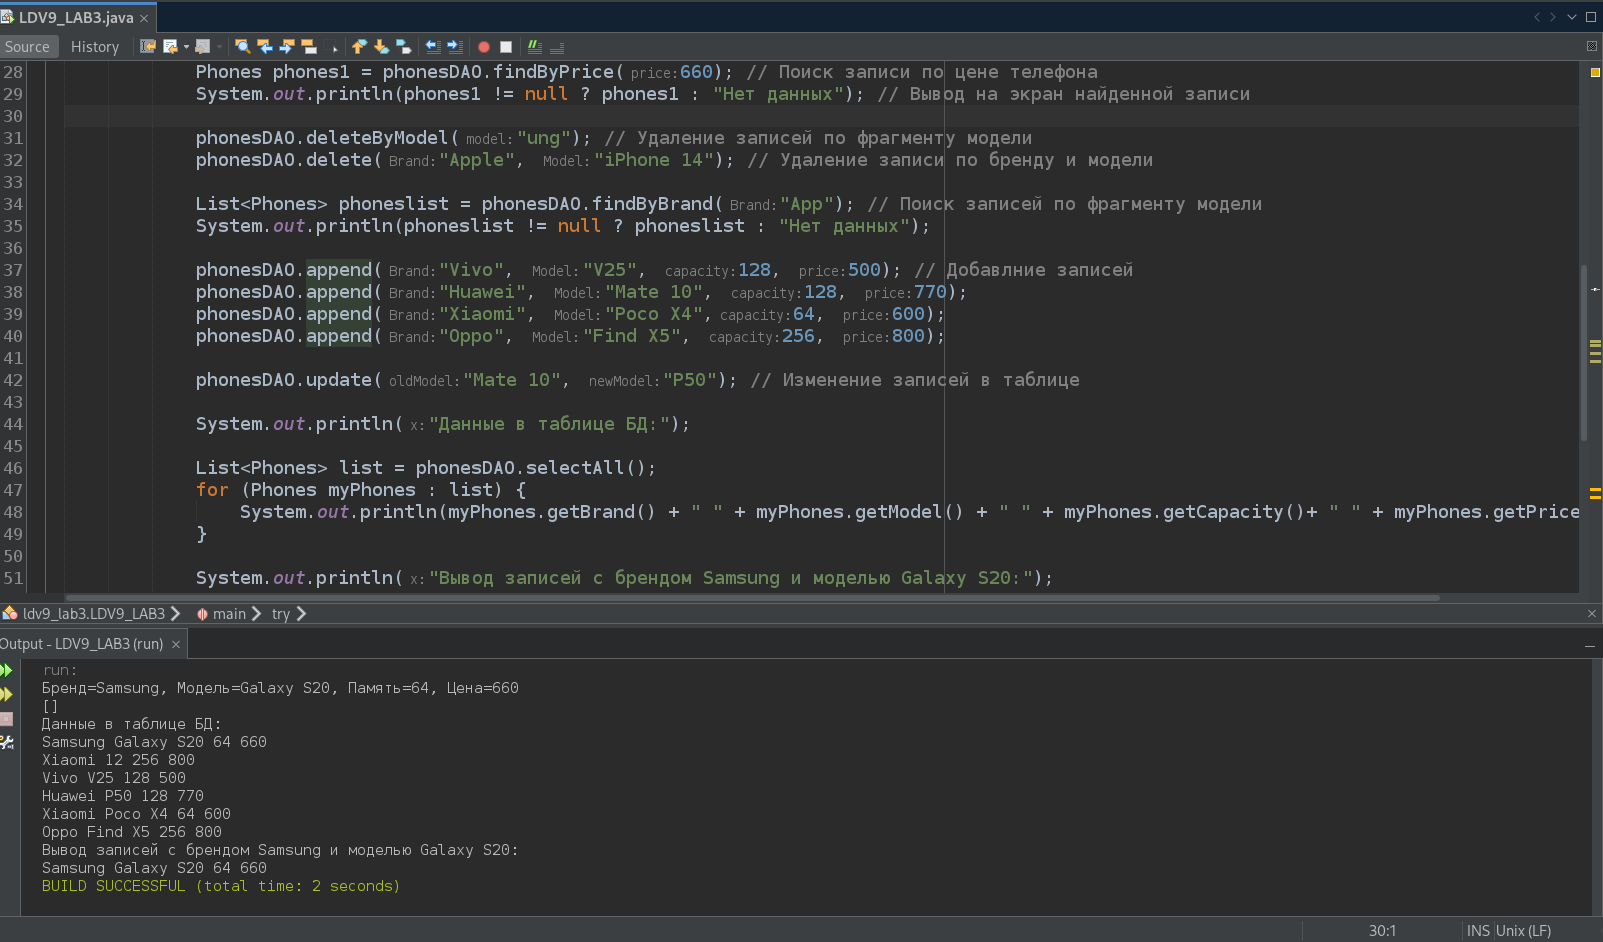 LDV9_LAB3.java
Source History
28 Phones phones1 = phonesDAO.findByPrice( price:660); // Поиск записи по цене телефона
29 System.out.println(phones1 != null ? phones1 : "Нет данных"); // Вывод на экран найденной записи
30
31 phonesDAO.deleteByModel( model:"ung"); // Удаление записей по фрагменту модели
32 phonesDAO.delete( Brand:"Apple", Model:"iPhone 14"); // Удаление записи по бренду и модели
33
34 List<Phones> phoneslist = phonesDAO.findByBrand( Brand:"App"); // Поиск записей по фрагменту модели
35 System.out.println(phoneslist != null ? phoneslist : "Нет данных");
36
37 phonesDAO.append( Brand:"Vivo", Model:"V25", capacity:128, price:500); // Добавлние записей
38 phonesDAO.append( Brand:"Huawei", Model:"Mate 10", capacity:128, price:770);
39 phonesDAO.append( Brand:"Xiaomi", Model:"Poco X4", capacity:64, price:600);
40 phonesDAO.append( Brand:"Oppo", Model:"Find X5", capacity:256, price:800);
41
42 phonesDAO.update( oldModel:"Mate 10", newModel:"P50"); // Изменение записей в таблице
43
44 System.out.println( x:"Данные в таблице БД:");
45
46 List<Phones> list = phonesDAO.selectAll();
47 for (Phones myPhones : list) {
48 System.out.println(myPhones.getBrand() + " " + myPhones.getModel() + " " + myPhones.getCapacity()+ " " + myPhones.getPrice
49 }
50
51 System.out.println( x:"Вывод записей с брендом Samsung и моделью Galaxy S20:");
ldv9_lab3.LDV9_LAB3 main try
Output - LDV9_LAB3 (run)
run:
Бренд=Samsung, Модель=Galaxy S20, Память=64, Цена=660
[]
Данные в таблице БД:
Samsung Galaxy S20 64 660
Xiaomi 12 256 800
Vivo V25 128 500
Huawei P50 128 770
Xiaomi Poco X4 64 600
Oppo Find X5 256 800
Вывод записей с брендом Samsung и моделью Galaxy S20:
Samsung Galaxy S20 64 660
BUILD SUCCESSFUL (total time: 2 seconds)
30:1 INS Unix (LF)